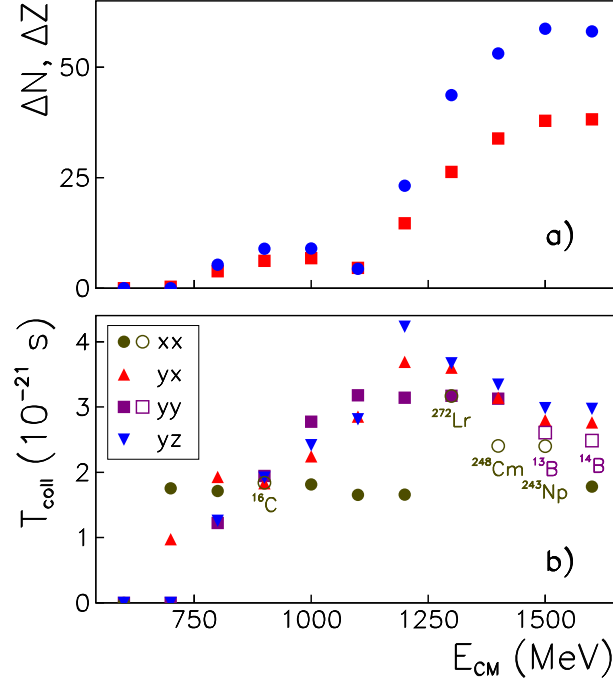 ΔN, ΔZ
50
25
0
a)
T_coll (10^-21 s)
4
3
2
1
0
xx
yx
yy
yz
^16C
^272Lr
^248Cm
^243Np
^13B
^14B
b)
750 1000 1250 1500
E_CM (MeV)